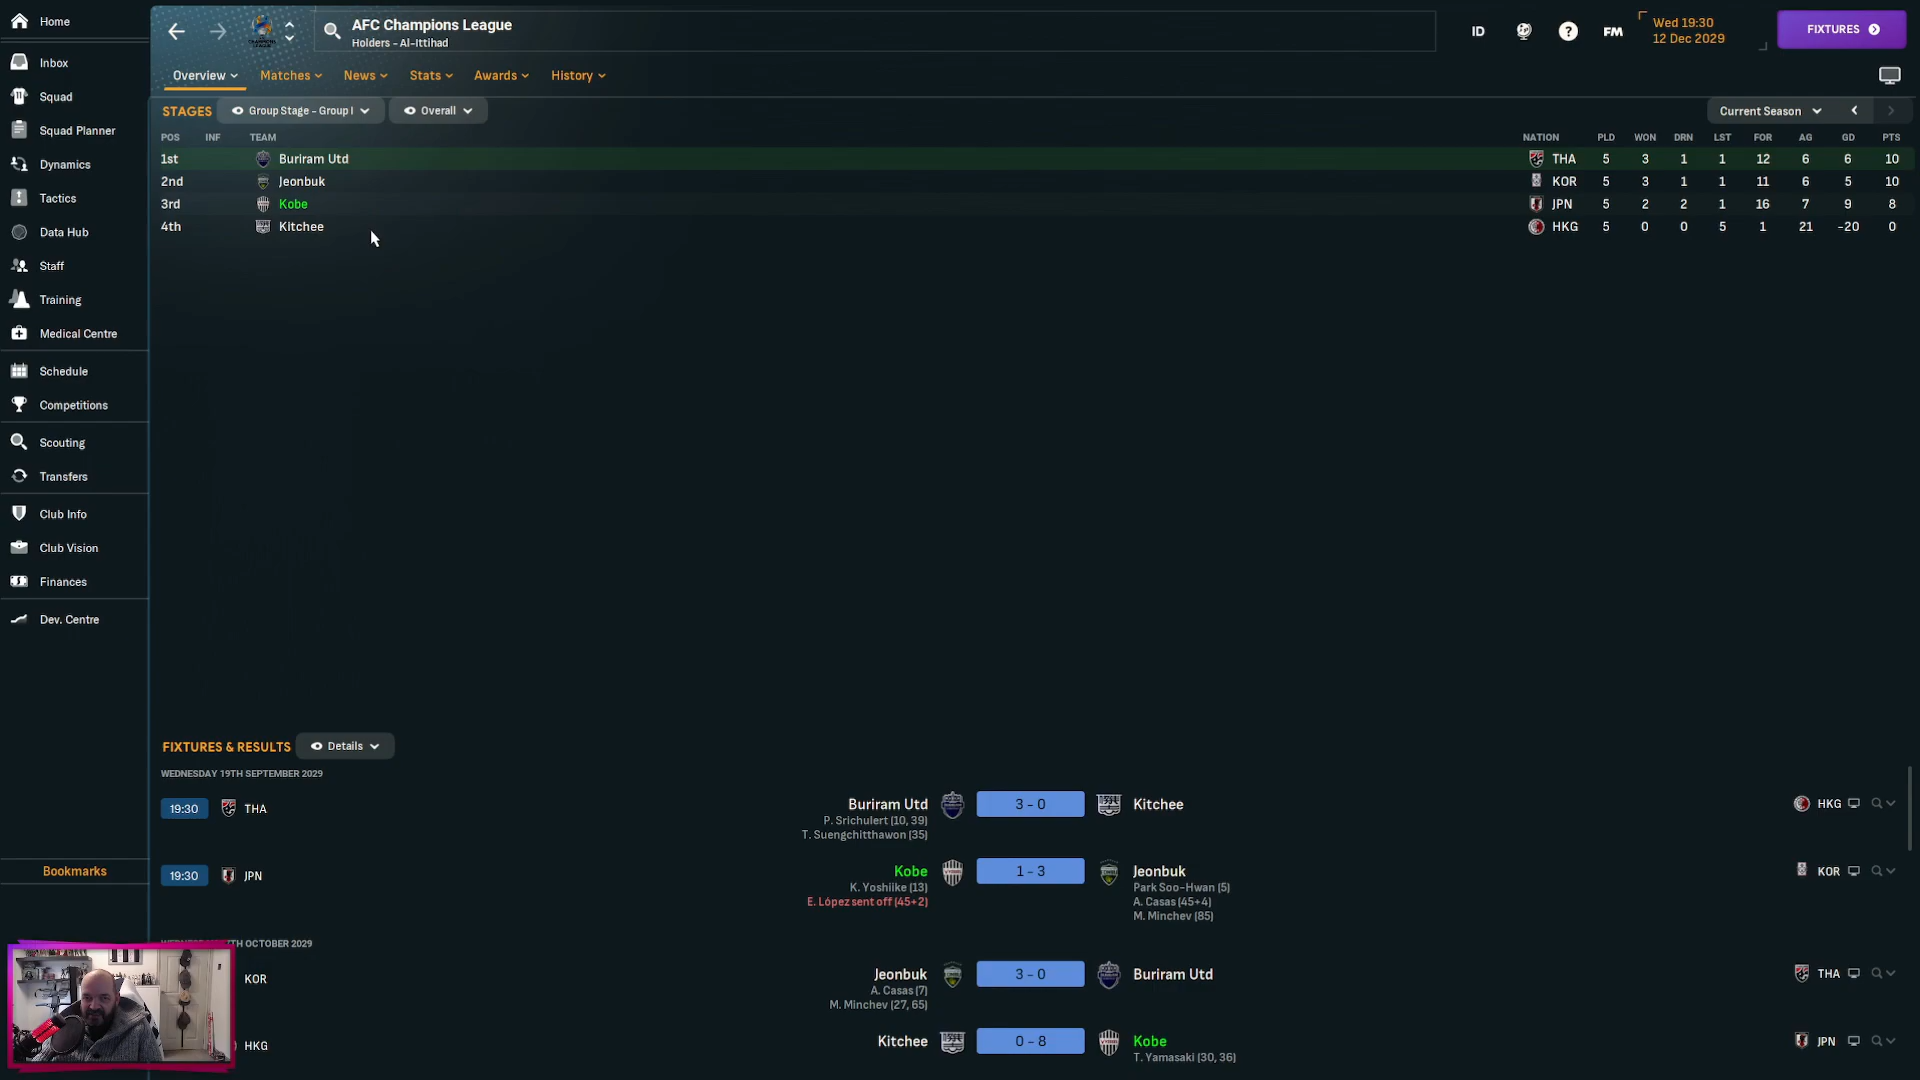 Home
Inbox
Squad
Squad Planner
Dynamics
Tactics
Data Hub
Staff
Training
Medical Centre
Schedule
Competitions
Scouting
Transfers
Club Info
Club Vision
Finances
Dev. Centre
Bookmarks
AFC Champions League
Holders - Al-Ittihad
ID
FM
Wed 19:30
12 Dec 2029
FIXTURES
Overview Matches News Stats Awards History
STAGES Group Stage - Group I Overall Current Season
POS INF TEAM NATION PLD WON DRN LST FOR AG GD PTS
1st Buriram Utd THA 5 3 1 1 12 6 6 10
2nd Jeonbuk KOR 5 3 1 1 11 6 5 10
3rd Kobe JPN 5 2 2 1 16 7 9 8
4th Kitchee HKG 5 0 0 5 1 21 -20 0
FIXTURES & RESULTS Details
WEDNESDAY 19TH SEPTEMBER 2029
19:30 THA Buriram Utd 3 - 0 Kitchee HKG
P. Srichulert (10, 39)
T. Suengchitthawon (35)
19:30 JPN Kobe 1 - 3 Jeonbuk KOR
K. Yoshiike (13) Park Soo-Hwan (5)
E. López sent off (45+2) A. Casas (45+4)
M. Minchev (85)
OCTOBER 2029
KOR Jeonbuk 3 - 0 Buriram Utd THA
A. Casas (7)
M. Minchev (27, 65)
HKG Kitchee 0 - 8 Kobe JPN
T. Yamasaki (30, 36)